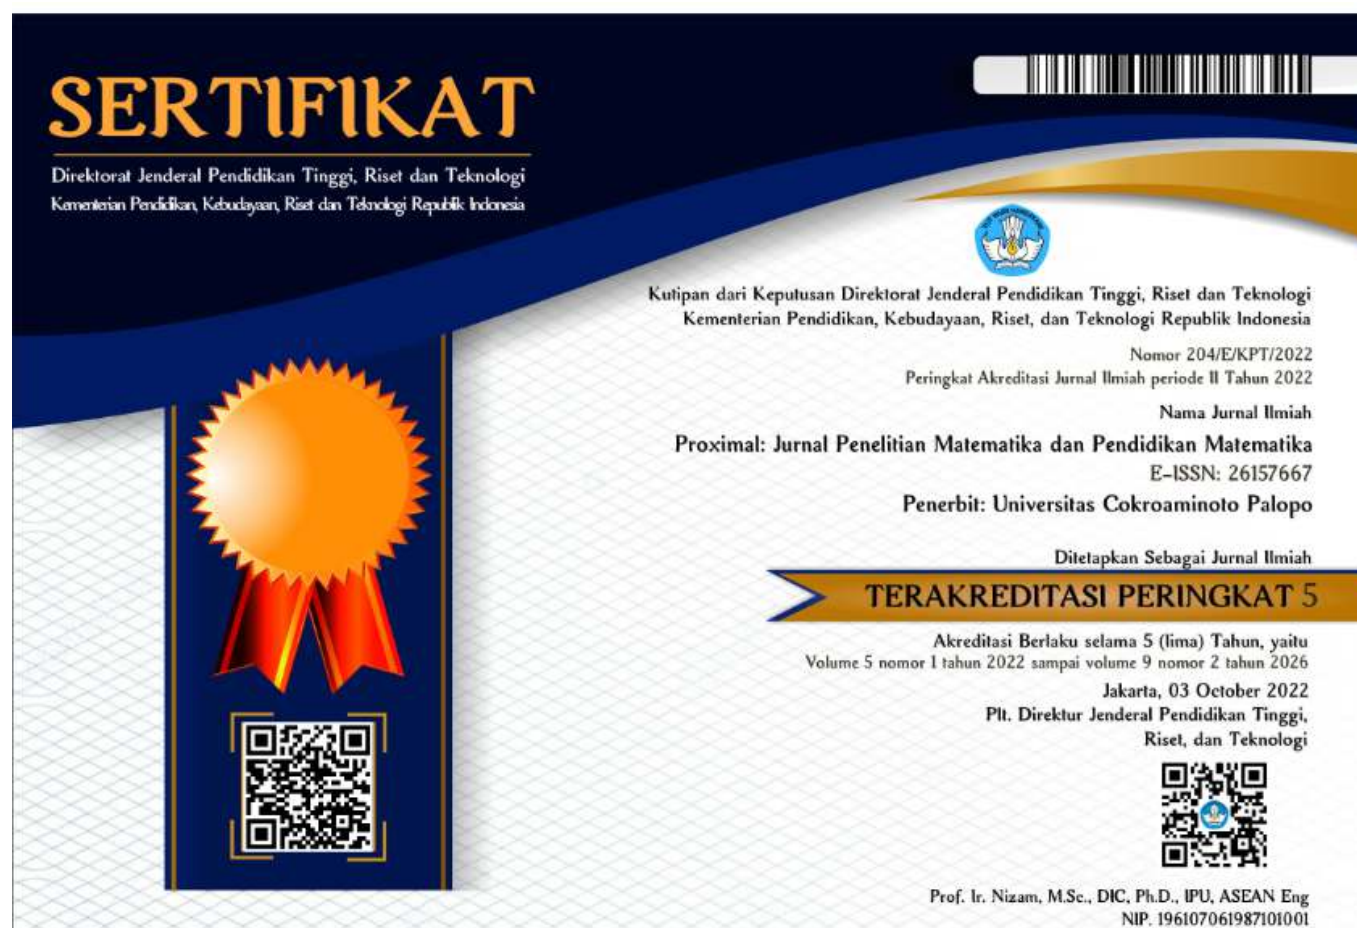 SERTIFIKAT
Direktorat Jenderal Pendidikan Tinggi, Riset dan Teknologi
Kementerian Pendidikan, Kebudayaan, Riset dan Teknologi Republik Indonesia
Kutipan dari Keputusan Direktorat Jenderal Pendidikan Tinggi, Riset dan Teknologi
Kementerian Pendidikan, Kebudayaan, Riset, dan Teknologi Republik Indonesia
Nomor 204/E/KPT/2022
Peringkat Akreditasi Jurnal Ilmiah periode II Tahun 2022
Nama Jurnal Ilmiah
Proximal: Jurnal Penelitian Matematika dan Pendidikan Matematika
E-ISSN: 26157667
Penerbit: Universitas Cokroaminoto Palopo
Ditetapkan Sebagai Jurnal Ilmiah
TERAKREDITASI PERINGKAT 5
Akreditasi Berlaku selama 5 (lima) Tahun, yaitu
Volume 5 nomor 1 tahun 2022 sampai volume 9 nomor 2 tahun 2026
Jakarta, 03 October 2022
Plt. Direktur Jenderal Pendidikan Tinggi,
Riset, dan Teknologi
Prof. Ir. Nizam, M.Sc., DIC, Ph.D., IPU, ASEAN Eng
NIP. 196107061987101001